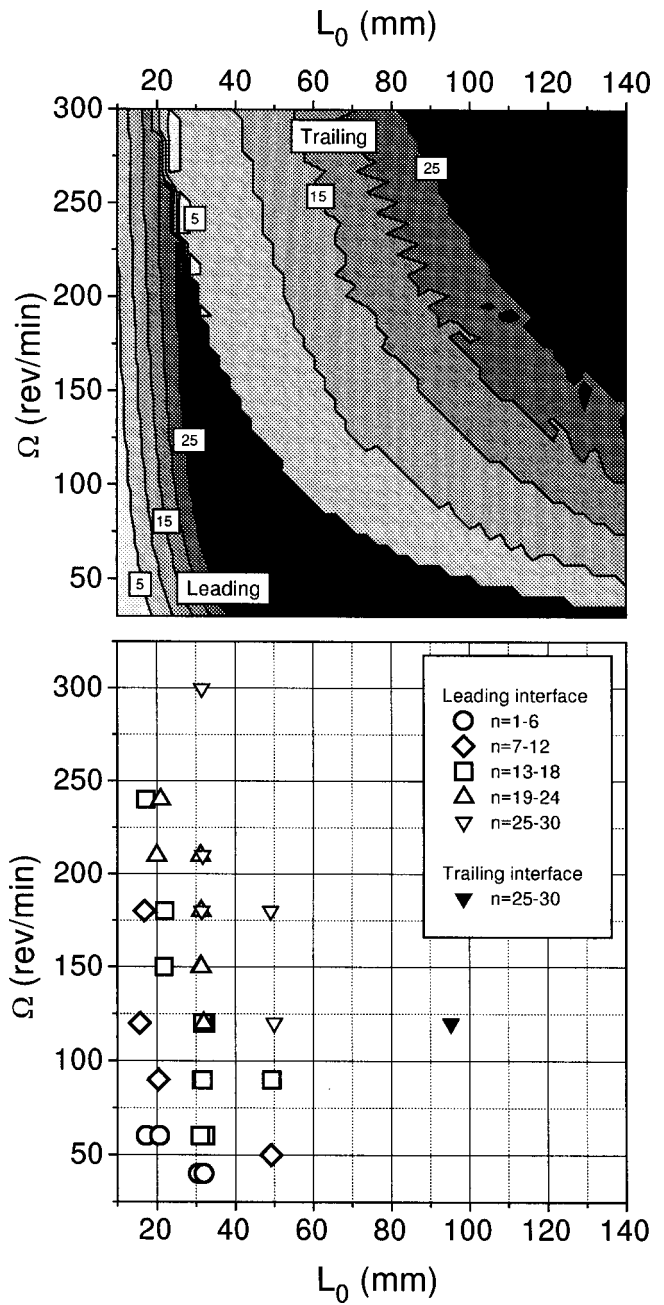 L0 (mm)
20 40 60 80 100 120 140
300
250
200
150
100
50
Ω (rev/min)
Trailing
25
15
5
25
15
5
Leading
300
250
200
150
100
50
Ω (rev/min)
Leading interface
n=1-6
n=7-12
n=13-18
n=19-24
n=25-30
Trailing interface
n=25-30
20 40 60 80 100 120 140
L0 (mm)